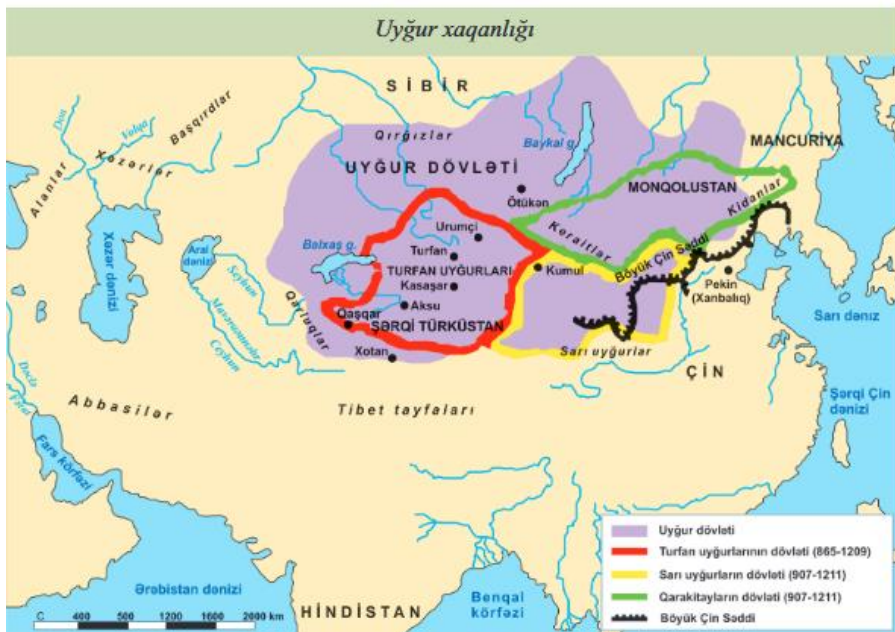 Uyğur xaqanlığı
SİBİR
Başqırdlar
Don
Volqa
Xəzərlər
Alanlar
Qırğızlar
Baykal g.
MANCURİYA
UYĞUR DÖVLƏTİ
Ötükən
MONQOLUSTAN
Kidanlar
Keraitlər
Urumçi
Turfan
Balxaş g.
TURFAN UYĞURLARI
Kasaşar
Kumul
Böyük Çin Səddi
Pekin
(Xanbalıq)
Xəzər dənizi
Aral
dənizi
Seyhun
Mavəraünnəhr
Ceyhun
Qarluqlar
Qaşqar
Aksu
ŞƏRQİ TÜRKÜSTAN
Xotan
Sarı uyğurlar
Sarı dəniz
ÇİN
Şərqi Çin
dənizi
Dəclə
Fərat
Abbasilər
Tibet tayfaları
Fars körfəzi
Ərəbistan dənizi
HİNDİSTAN
Benqal
körfəzi
C 400 800 1200 1600 2000 km
Uyğur dövləti
Turfan uyğurlarının dövləti (865-1209)
Sarı uyğurların dövləti (907-1211)
Qarakitayların dövləti (907-1211)
Böyük Çin Səddi